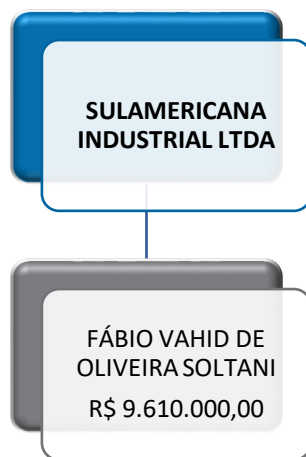 SULAMERICANA
INDUSTRIAL LTDA
FÁBIO VAHID DE
OLIVEIRA SOLTANI
R$ 9.610.000,00